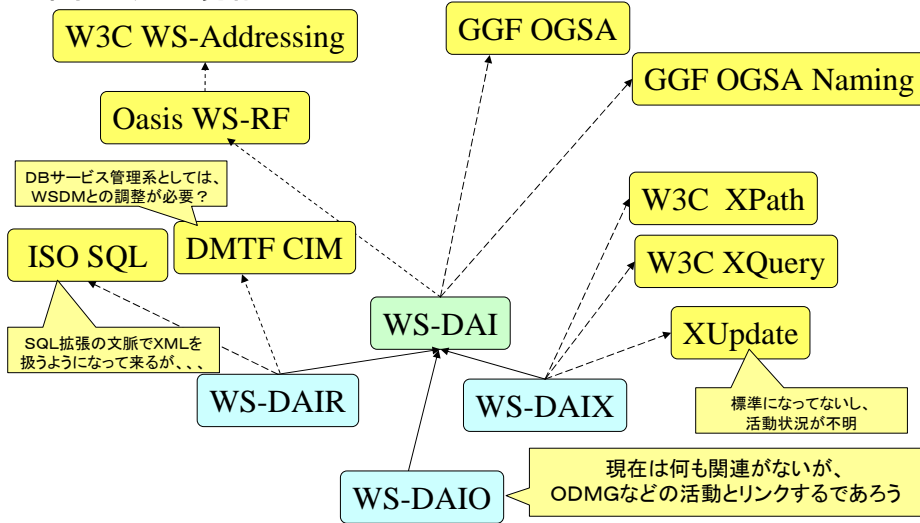 W3C WS-Addressing
GGF OGSA
GGF OGSA Naming
Oasis WS-RF
DBサービス管理系としては、
WSDMとの調整が必要？
W3C XPath
ISO SQL
DMTF CIM
W3C XQuery
WS-DAI
XUpdate
SQL拡張の文脈でXMLを
扱うようになって来るが、、、
WS-DAIR
WS-DAIX
標準になってないし、
活動状況が不明
現在は何も関連がないが、
ODMGなどの活動とリンクするであろう
WS-DAIO